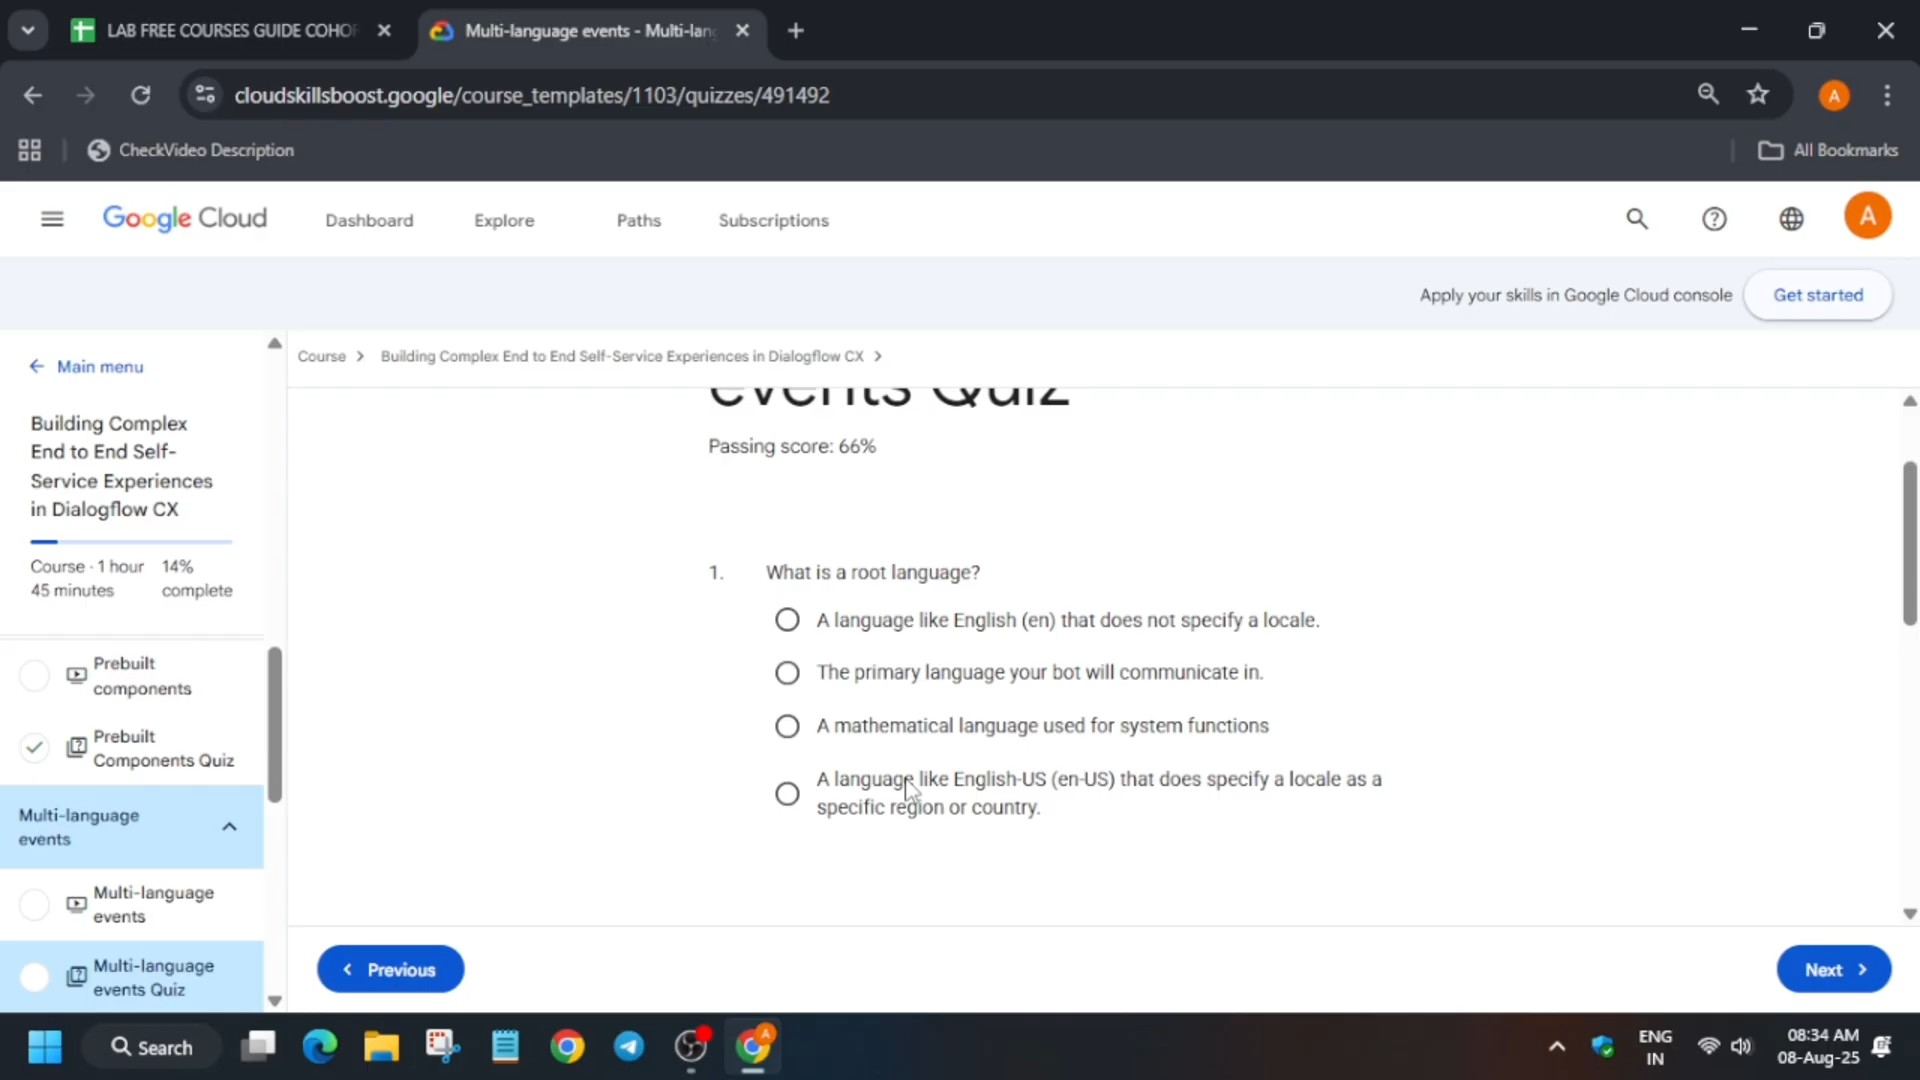 LAB FREE COURSES GUIDE COHO
Multi-language events - Multi-lan
cloudskillsboost.google/course_templates/1103/quizzes/491492
A
CheckVideo Description
All Bookmarks
Google Cloud
Dashboard
Explore
Paths
Subscriptions
A
Apply your skills in Google Cloud console
Get started
Main menu
Course > Building Complex End to End Self-Service Experiences in Dialogflow CX >
Building Complex
End to End Self-
Service Experiences
in Dialogflow CX
Course · 1 hour
45 minutes
14%
complete
Prebuilt
components
Prebuilt
Components Quiz
Multi-language
events
Multi-language
events
Multi-language
events Quiz
events Quiz
Passing score: 66%
1. What is a root language?
A language like English (en) that does not specify a locale.
The primary language your bot will communicate in.
A mathematical language used for system functions
A language like English-US (en-US) that does specify a locale as a
specific region or country.
Previous
Next
Search
A
ENG
IN
08:34 AM
08-Aug-25